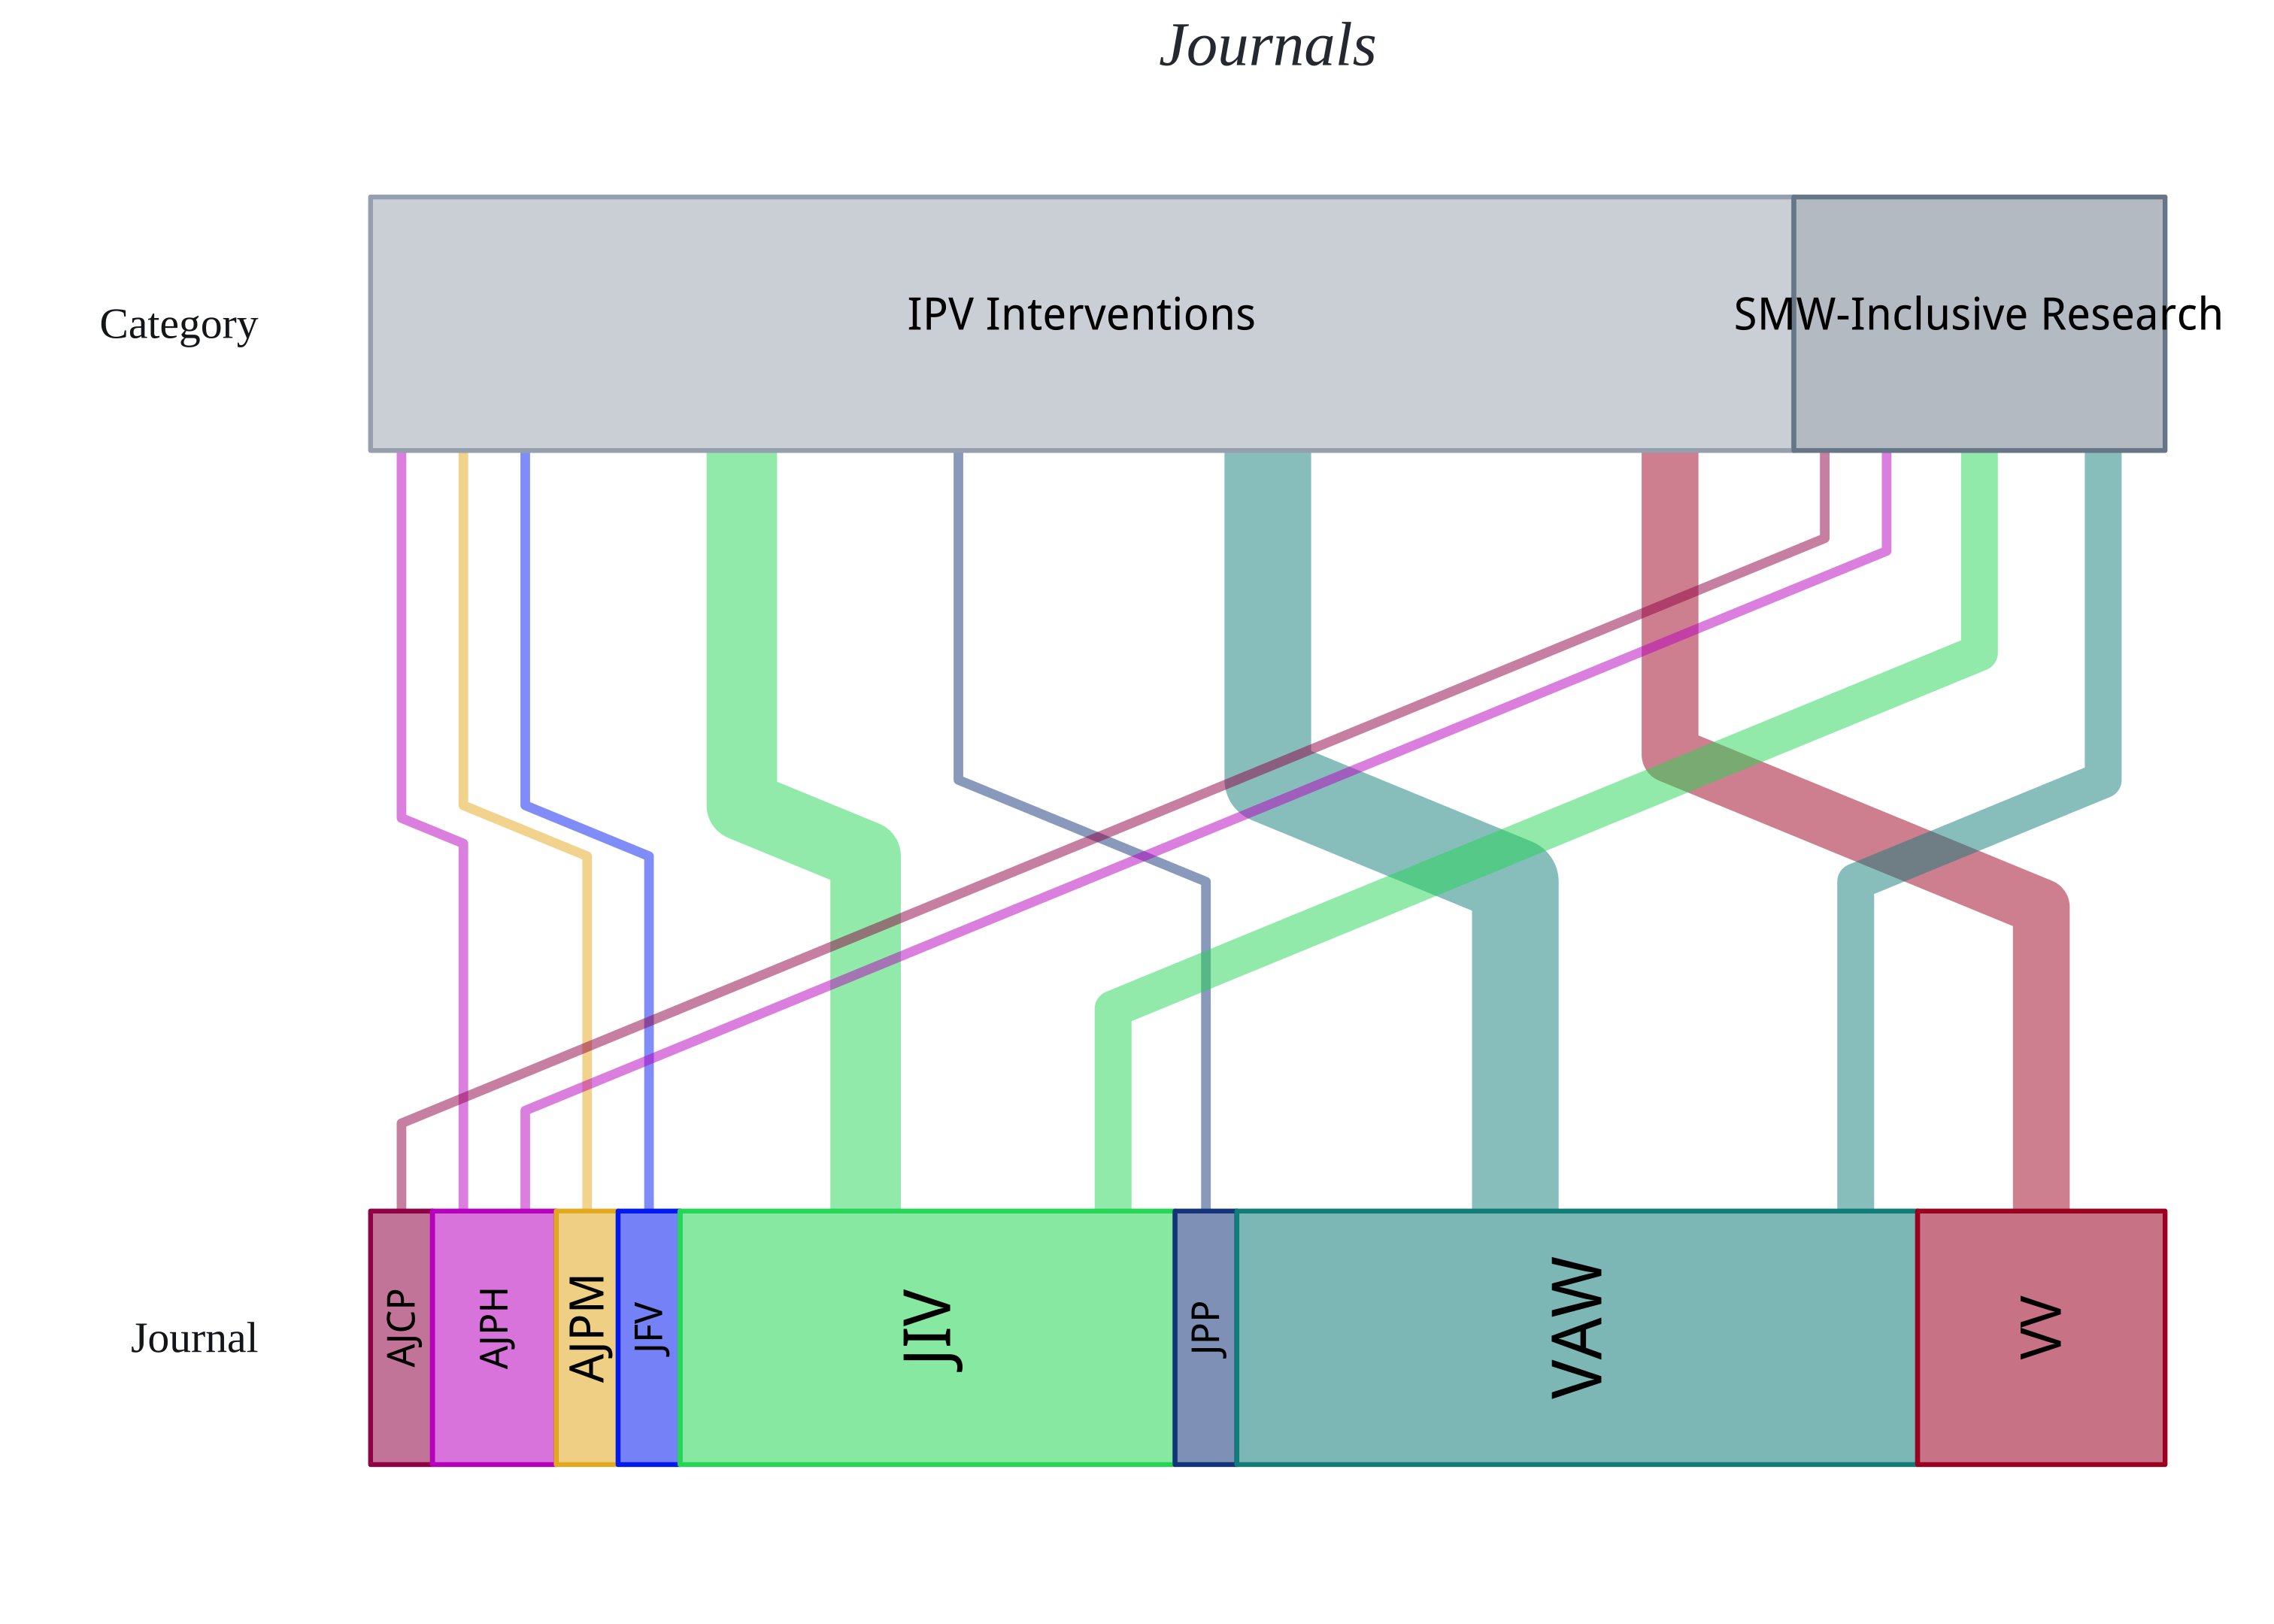 Journals
Category
IPV Interventions
SMW-Inclusive Research
Journal
AJCP
AJPH
AJPM
JFV
JIV
JPP
VAW
VV